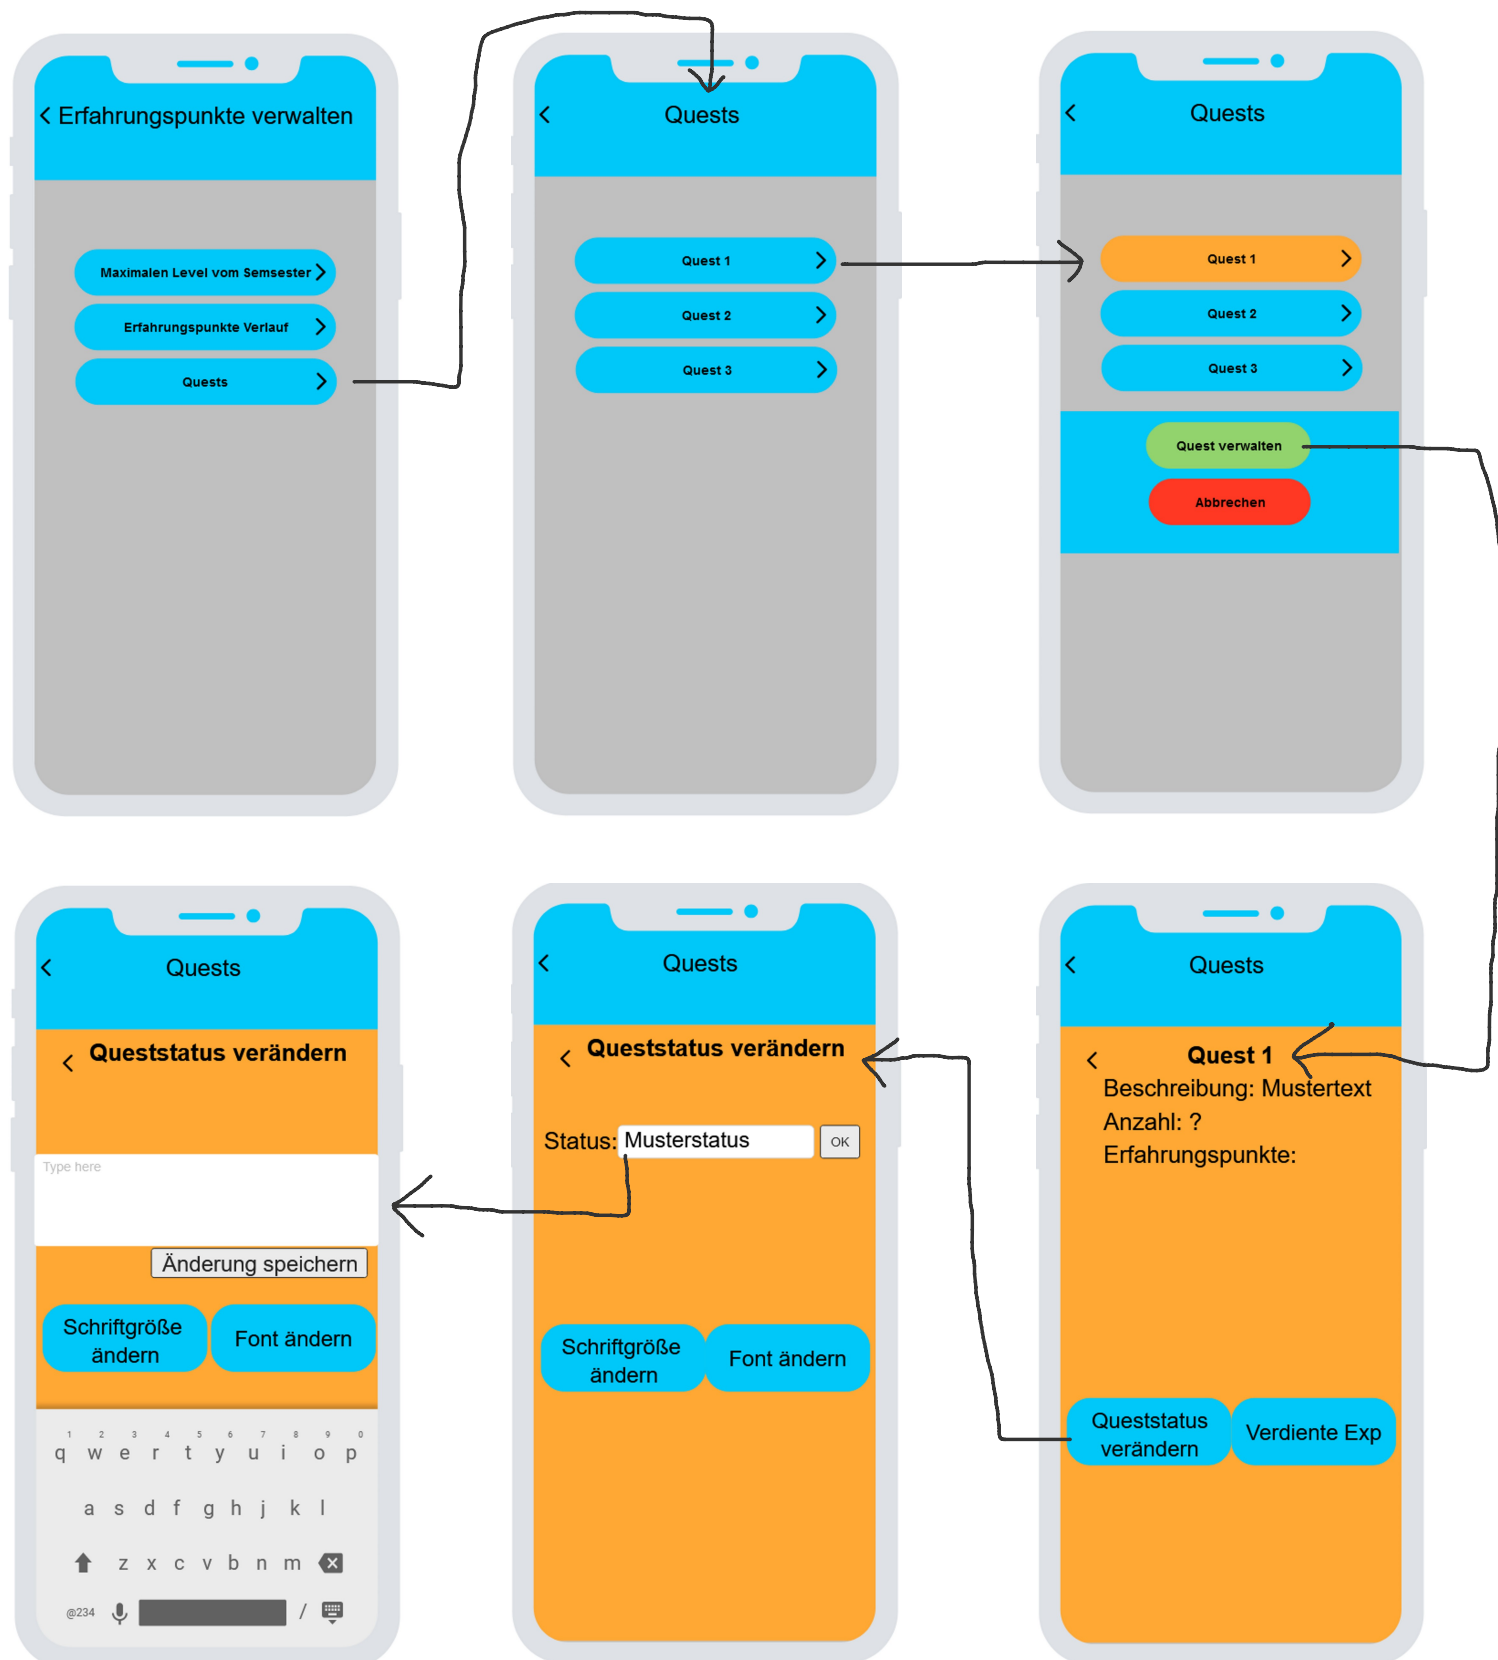 Erfahrungspunkte verwalten
Maximalen Level vom Semsester
Erfahrungspunkte Verlauf
Quests
Quests
Quest 1
Quest 2
Quest 3
Quests
Quest 1
Quest 2
Quest 3
Quest verwalten
Abbrechen
Quests
Queststatus verändern
Type here
Änderung speichern
Schriftgröße
ändern
Font ändern
1 2 3 4 5 6 7 8 9 0
q w e r t y u i o p
a s d f g h j k l
z x c v b n m
@234 /
Quests
Queststatus verändern
Status: Musterstatus OK
Schriftgröße
ändern
Font ändern
Quests
Quest 1
Beschreibung: Mustertext
Anzahl: ?
Erfahrungspunkte:
Queststatus
verändern
Verdiente Exp